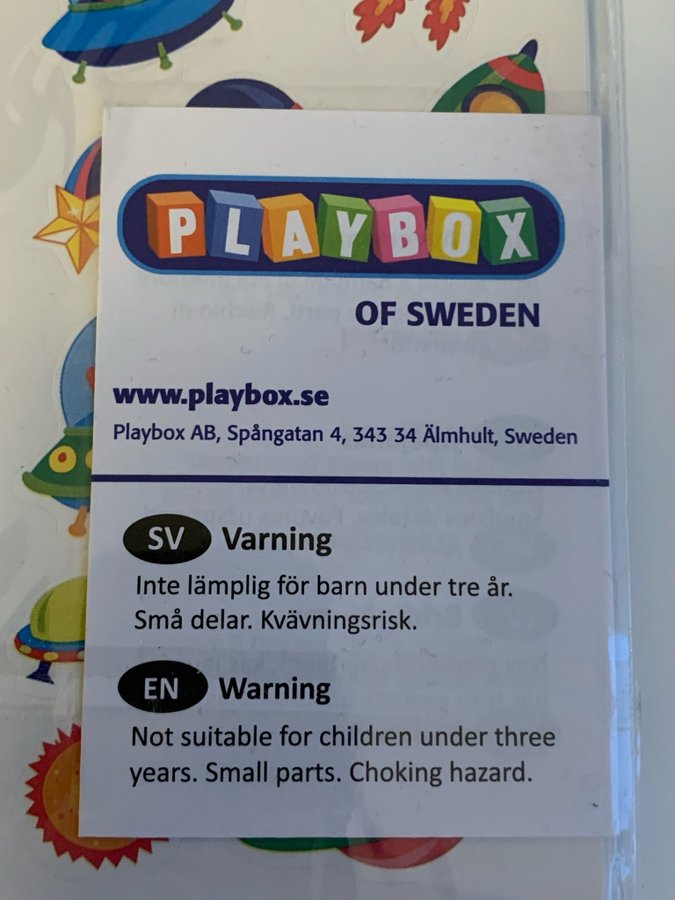 PLAYBOX
OF SWEDEN
www.playbox.se
Playbox AB, Spångatan 4, 343 34 Älmhult, Sweden
SV Varning
Inte lämplig för barn under tre år.
Små delar. Kvävningsrisk.
EN Warning
Not suitable for children under three
years. Small parts. Choking hazard.